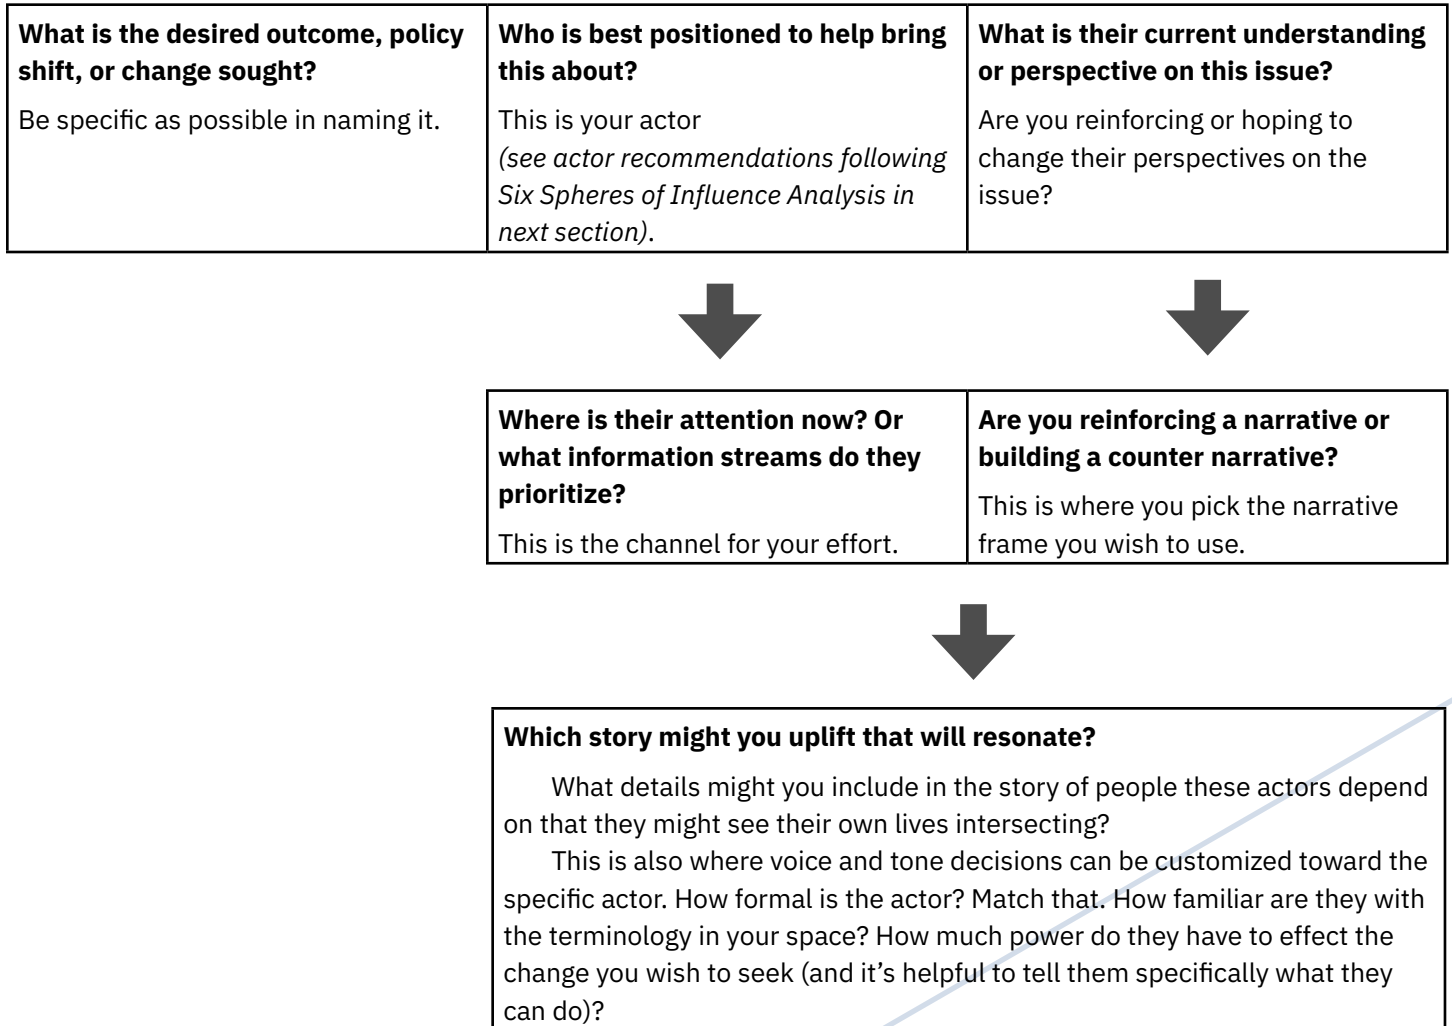 What is the desired outcome, policy
shift, or change sought?
Be specific as possible in naming it.
Who is best positioned to help bring
this about?
This is your actor
(see actor recommendations following
Six Spheres of Influence Analysis in
next section).
What is their current understanding
or perspective on this issue?
Are you reinforcing or hoping to
change their perspectives on the
issue?
Where is their attention now? Or
what information streams do they
prioritize?
This is the channel for your effort.
Are you reinforcing a narrative or
building a counter narrative?
This is where you pick the narrative
frame you wish to use.
Which story might you uplift that will resonate?
What details might you include in the story of people these actors depend
on that they might see their own lives intersecting?
This is also where voice and tone decisions can be customized toward the
specific actor. How formal is the actor? Match that. How familiar are they with
the terminology in your space? How much power do they have to effect the
change you wish to seek (and it’s helpful to tell them specifically what they
can do)?